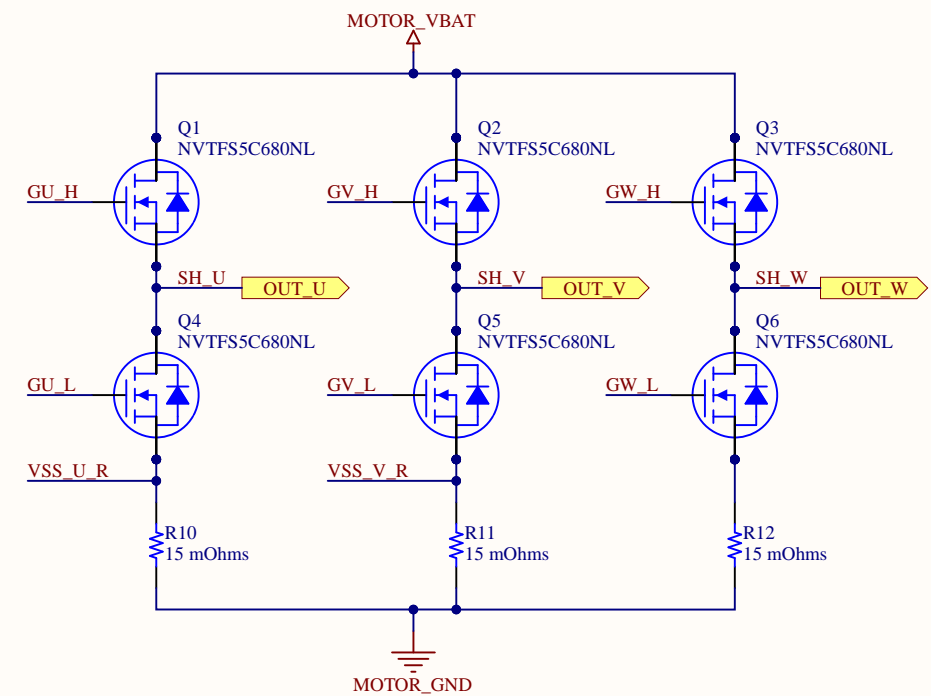 MOTOR_VBAT
Q1
NVTFS5C680NL
Q2
NVTFS5C680NL
Q3
NVTFS5C680NL
GU_H
GV_H
GW_H
SH_U
OUT_U
SH_V
OUT_V
SH_W
OUT_W
Q4
NVTFS5C680NL
Q5
NVTFS5C680NL
Q6
NVTFS5C680NL
GU_L
GV_L
GW_L
VSS_U_R
VSS_V_R
R10
15 mOhms
R11
15 mOhms
R12
15 mOhms
MOTOR_GND